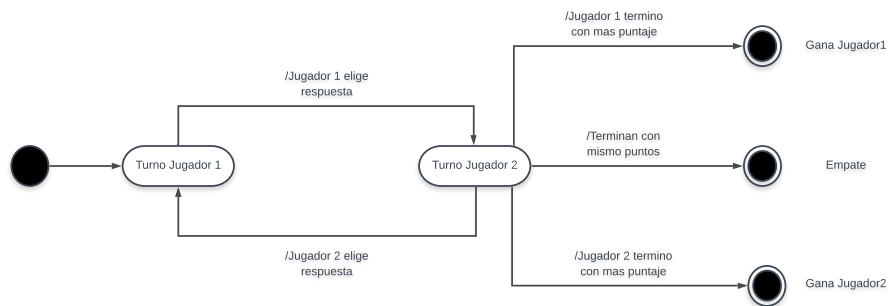 /Jugador 1 termino
con mas puntaje
Gana Jugador1
/Jugador 1 elige
respuesta
/Terminan con
mismo puntos
Turno Jugador 1
Turno Jugador 2
Empate
/Jugador 2 elige
respuesta
/Jugador 2 termino
con mas puntaje
Gana Jugador2